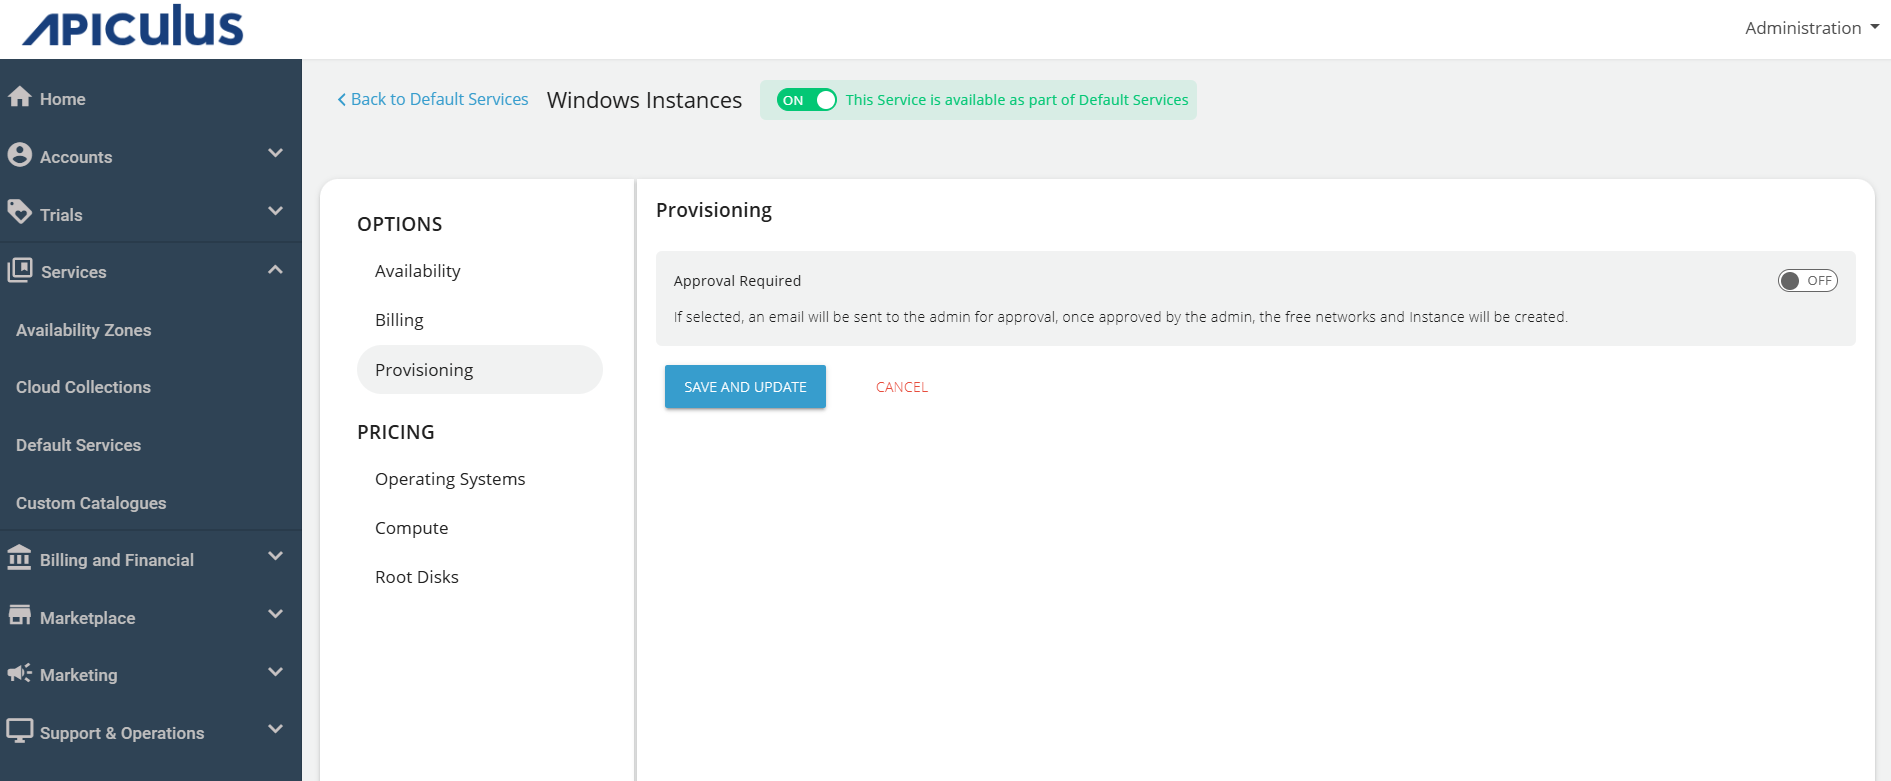 APICULUS
Administration
Home
Accounts
Trials
Services
Availability Zones
Cloud Collections
Default Services
Custom Catalogues
Billing and Financial
Marketplace
Marketing
Support & Operations
Back to Default Services
Windows Instances
ON
This Service is available as part of Default Services
OPTIONS
Availability
Billing
Provisioning
PRICING
Operating Systems
Compute
Root Disks
Provisioning
Approval Required
OFF
If selected, an email will be sent to the admin for approval, once approved by the admin, the free networks and Instance will be created.
SAVE AND UPDATE
CANCEL